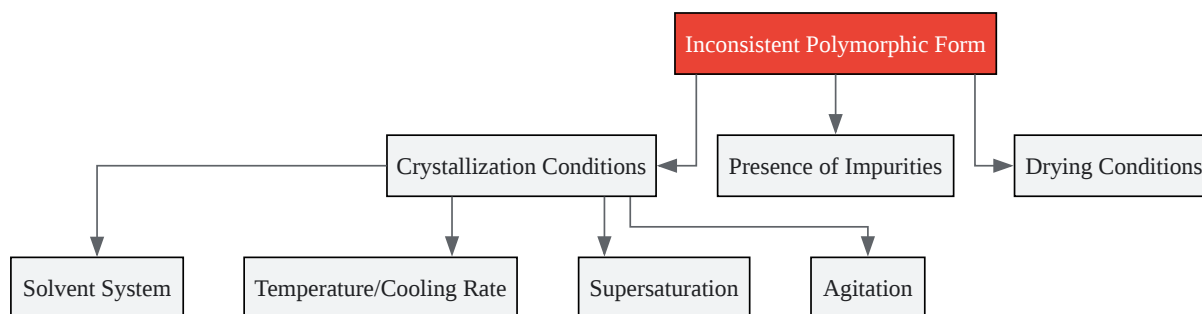 Inconsistent Polymorphic Form
Crystallization Conditions
Presence of Impurities
Drying Conditions
Solvent System
Temperature/Cooling Rate
Supersaturation
Agitation